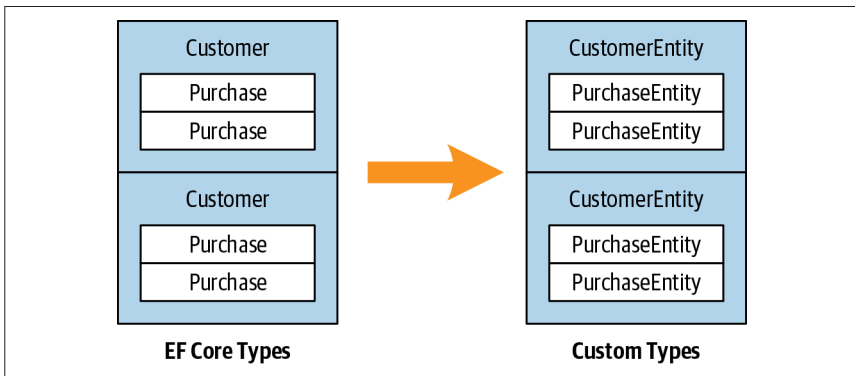 Customer
Purchase
Purchase
Customer
Purchase
Purchase
EF Core Types
CustomerEntity
PurchaseEntity
PurchaseEntity
CustomerEntity
PurchaseEntity
PurchaseEntity
Custom Types